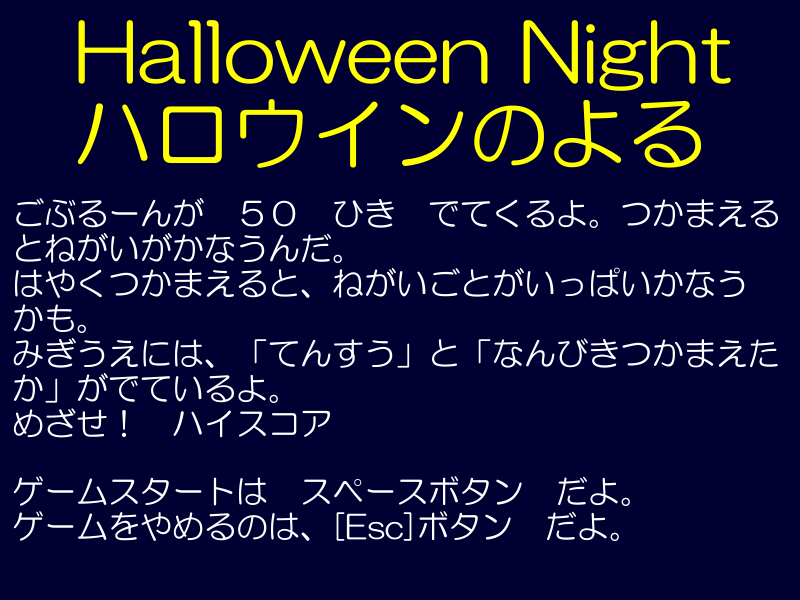 Halloween Night
ハロウインのよる
ごぶるーんが　５０　ひき　でてくるよ。つかまえる
とねがいがかなうんだ。
はやくつかまえると、ねがいごとがいっぱいかなう
かも。
みぎうえには、「てんすう」と「なんびきつかまえた
か」がでているよ。
めざせ！　ハイスコア
ゲームスタートは　スペースボタン　だよ。
ゲームをやめるのは、[Esc]ボタン　だよ。